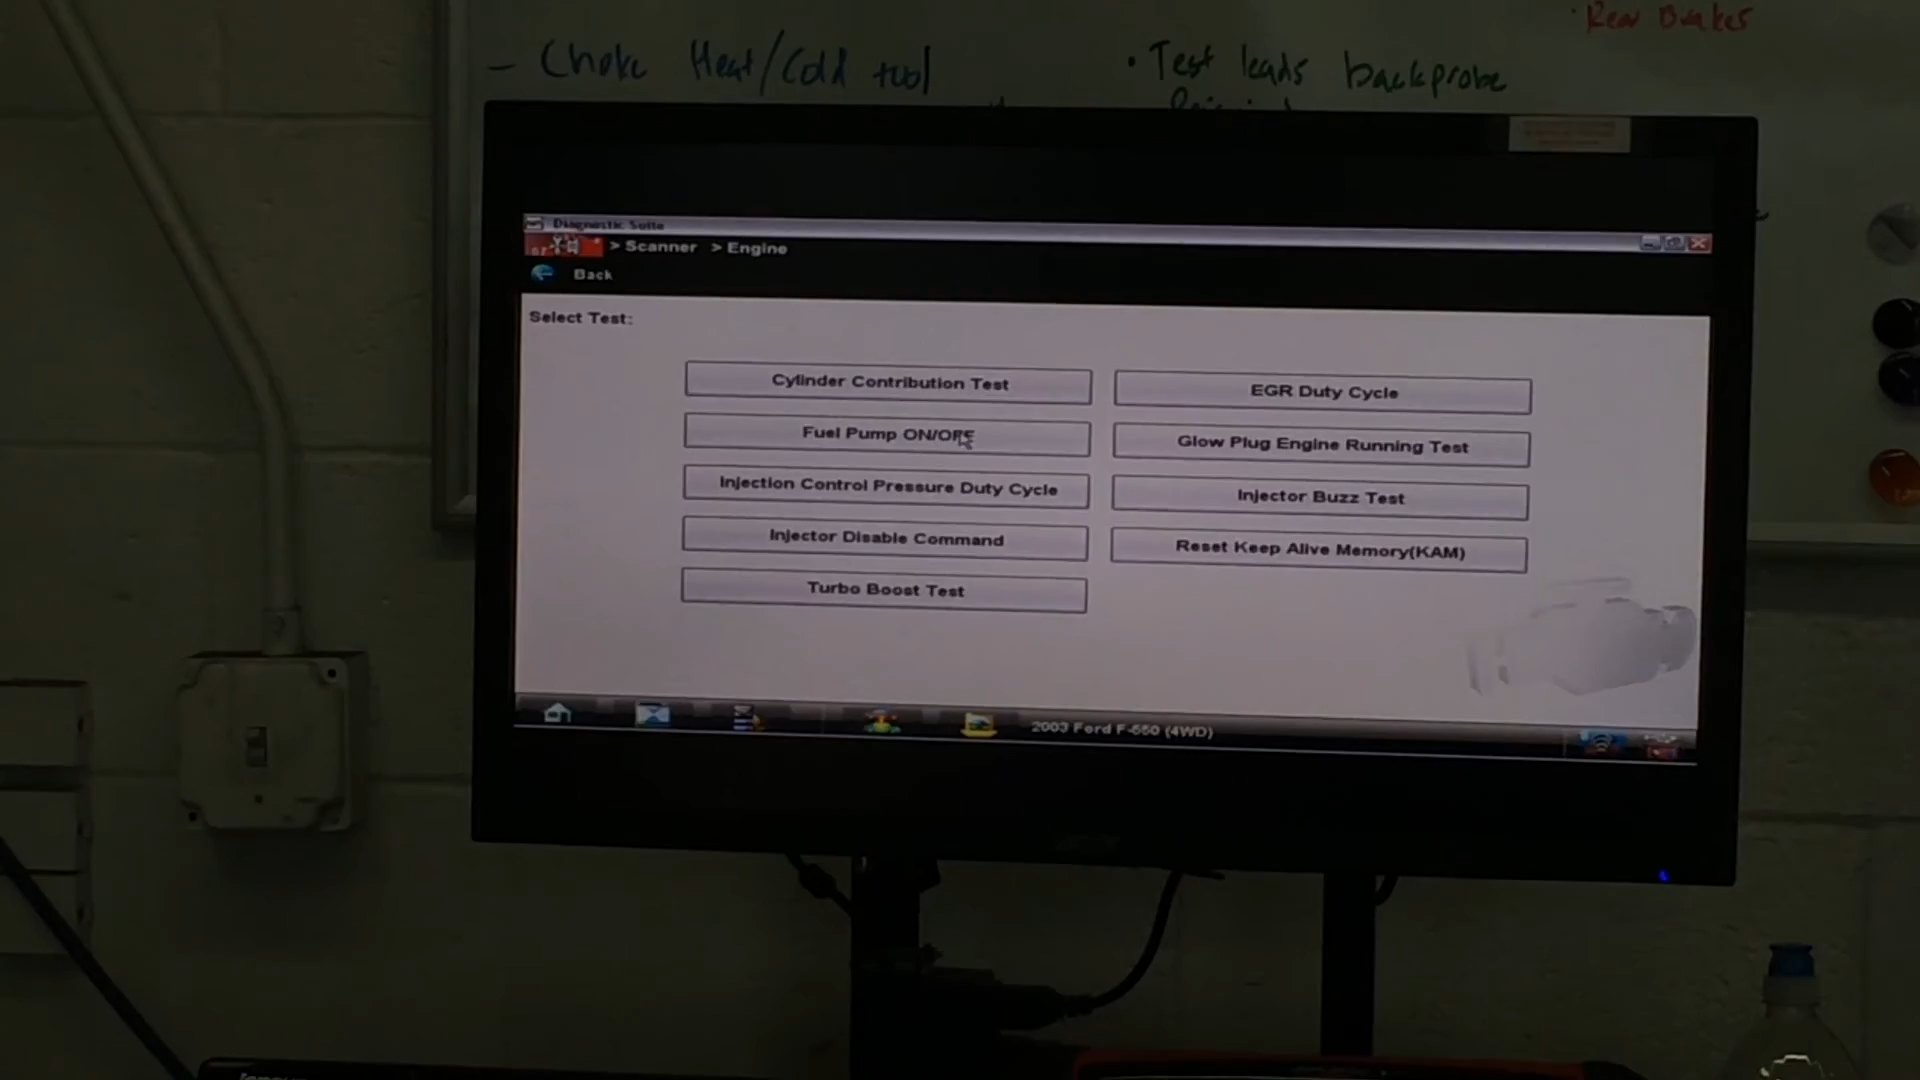 · Rear Brakes
– Choke Heat/Cold tool
· Test leads backprobe
Diagnostic Suite
> Scanner > Engine
Back
Select Test:
Cylinder Contribution Test
EGR Duty Cycle
Fuel Pump ON/OFF
Glow Plug Engine Running Test
Injection Control Pressure Duty Cycle
Injector Buzz Test
Injector Disable Command
Reset Keep Alive Memory(KAM)
Turbo Boost Test
2003 Ford F-550 (4WD)